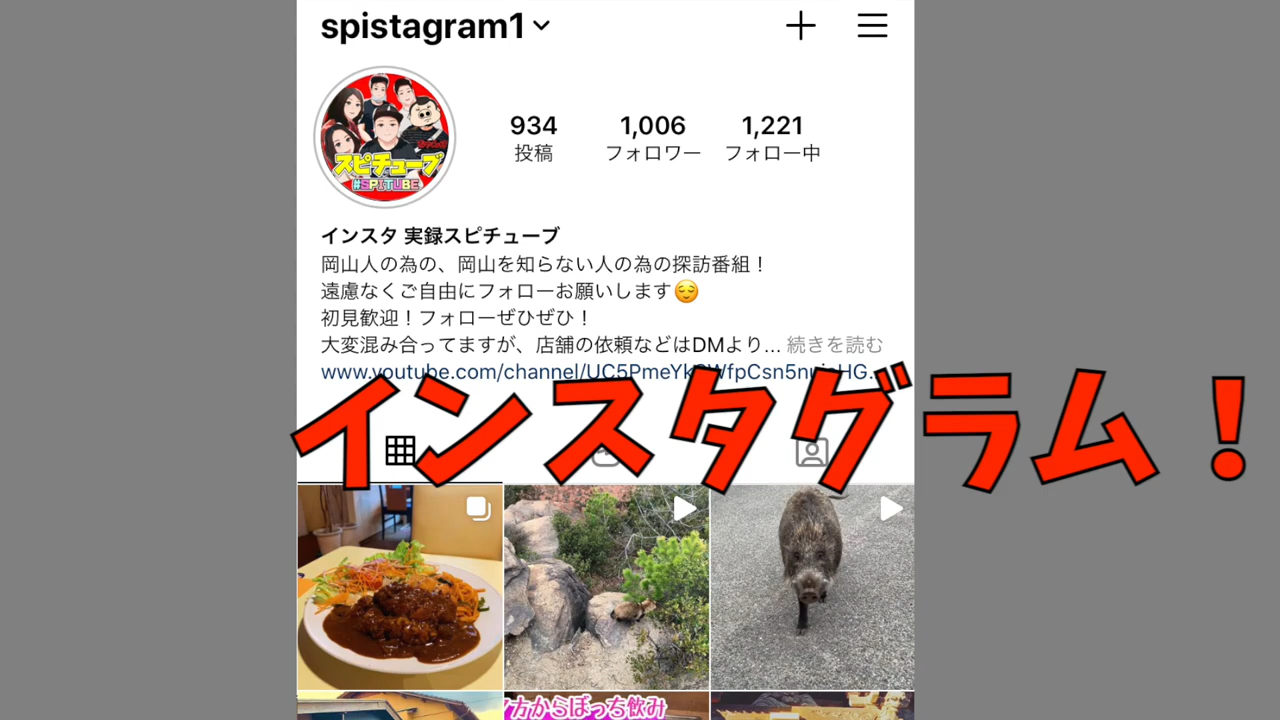 spistagram1
スピチューブ
#SPITUBE
934
投稿
1,006
フォロワー
1,221
フォロー中
インスタ 実録スピチューブ
岡山人の為の、岡山を知らない人の為の探訪番組！
遠慮なくご自由にフォローお願いします😌
初見歓迎！フォローぜひぜひ！
大変混み合ってますが、店舗の依頼などはDMより... 続きを読む
インスタグラム！
方からぼっち飲み